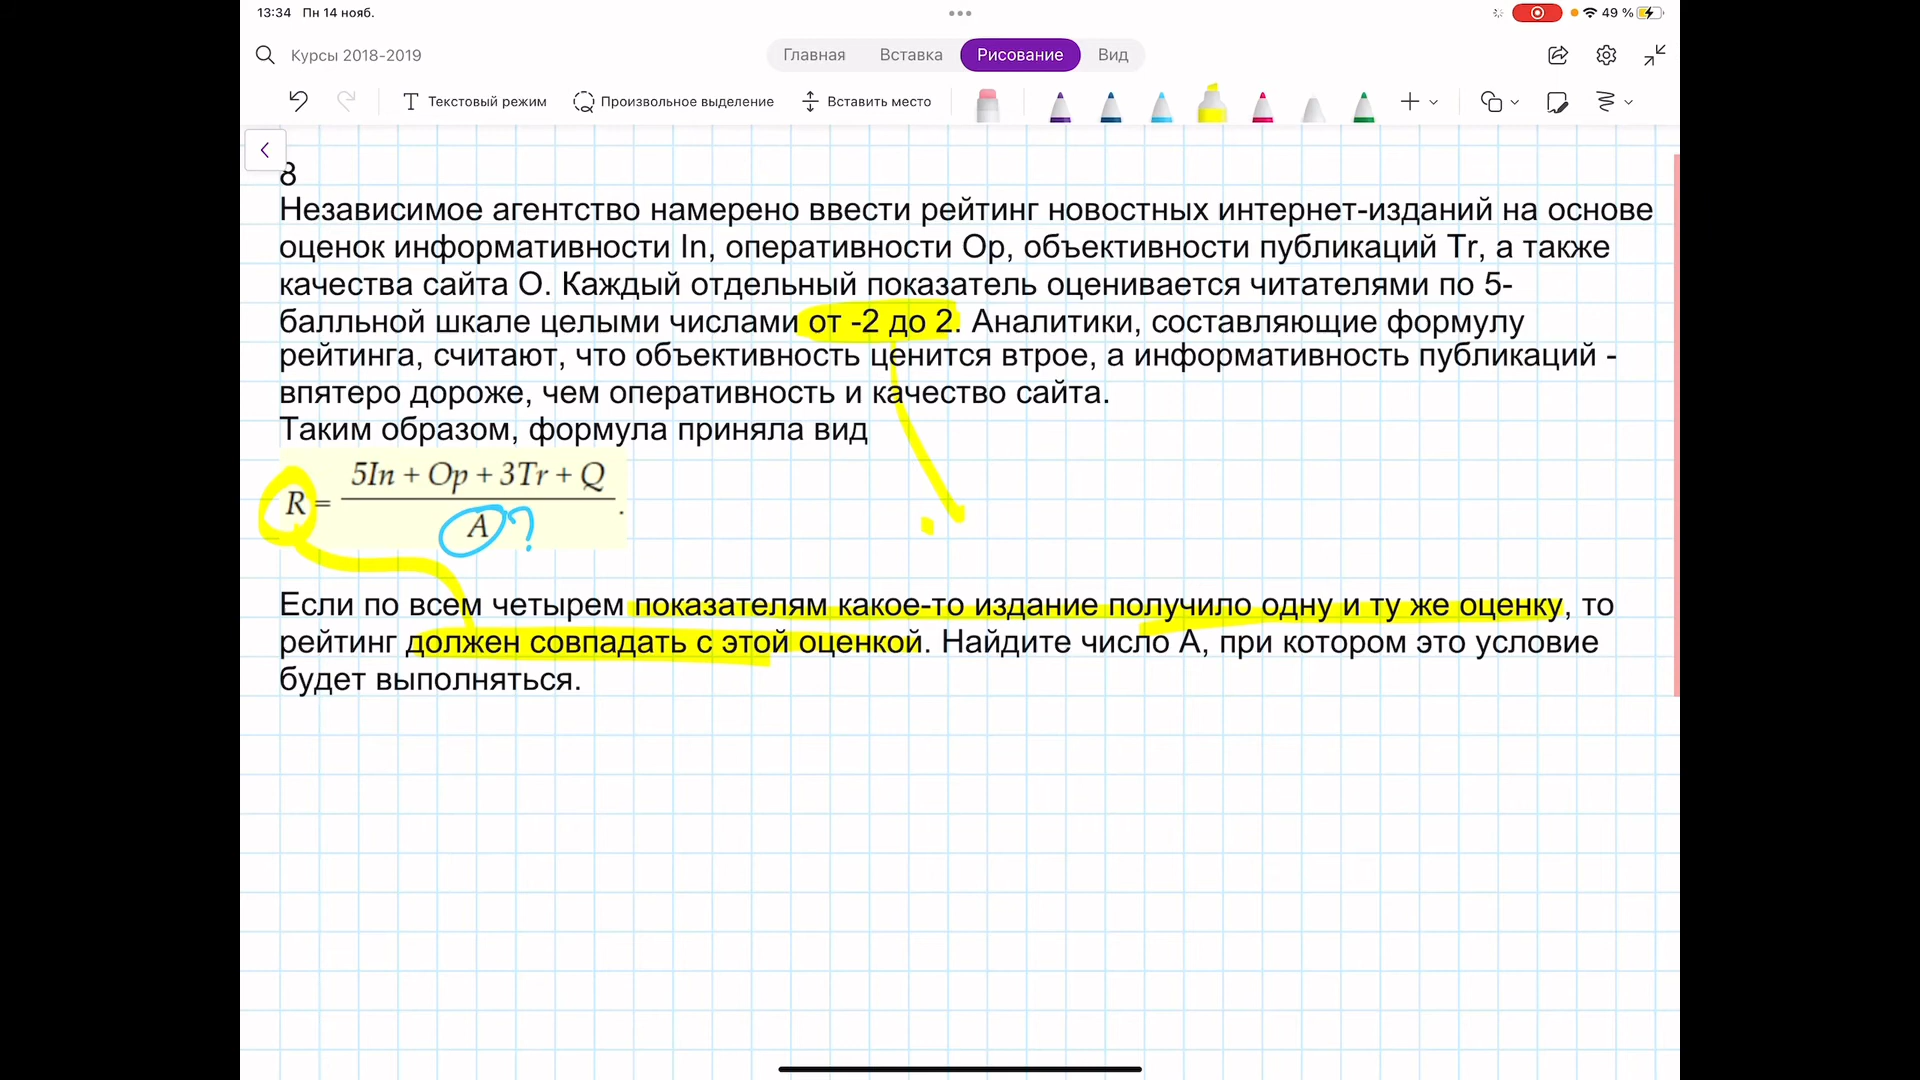 13:34 Пн 14 нояб.
49 %
Курсы 2018-2019
Главная Вставка Рисование Вид
Текстовый режим Произвольное выделение Вставить место
8
Независимое агентство намерено ввести рейтинг новостных интернет-изданий на основе
оценок информативности In, оперативности Op, объективности публикаций Tr, а также
качества сайта O. Каждый отдельный показатель оценивается читателями по 5-
балльной шкале целыми числами от -2 до 2. Аналитики, составляющие формулу
рейтинга, считают, что объективность ценится втрое, а информативность публикаций -
впятеро дороже, чем оперативность и качество сайта.
Таким образом, формула приняла вид
5In + Op + 3Tr + Q
R = .
A ?
Если по всем четырем показателям какое-то издание получило одну и ту же оценку, то
рейтинг должен совпадать с этой оценкой. Найдите число A, при котором это условие
будет выполняться.